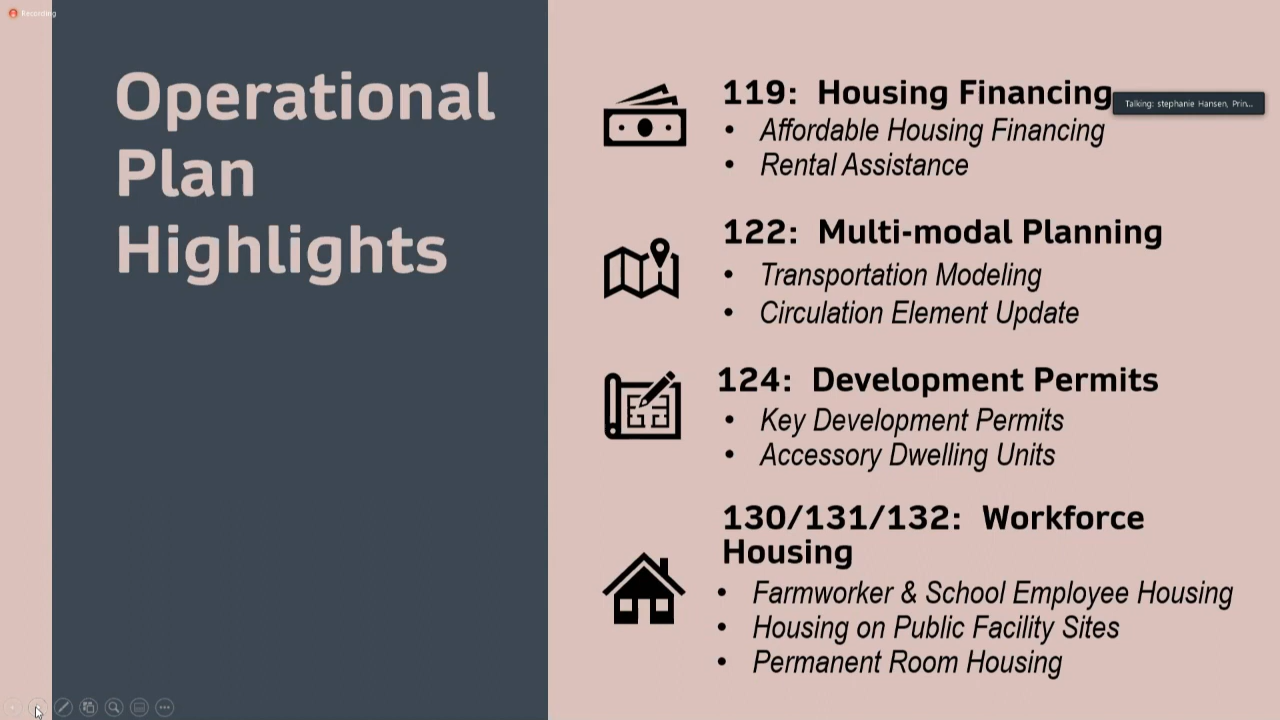 Recording
Operational
Plan
Highlights
119: Housing Financing
Talking: stephanie Hansen, Prin...
• Affordable Housing Financing
• Rental Assistance
122: Multi-modal Planning
• Transportation Modeling
• Circulation Element Update
124: Development Permits
• Key Development Permits
• Accessory Dwelling Units
130/131/132: Workforce
Housing
• Farmworker & School Employee Housing
• Housing on Public Facility Sites
• Permanent Room Housing